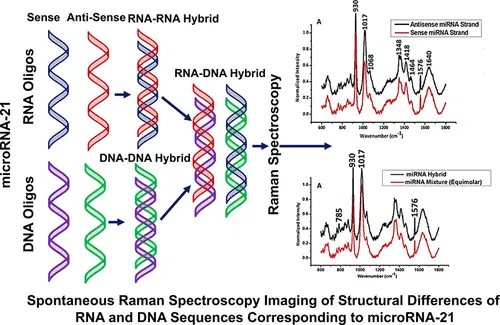 Sense Anti-Sense RNA-RNA Hybrid
microRNA-21
RNA Oligos
DNA Oligos
RNA-DNA Hybrid
DNA-DNA Hybrid
Raman Spectroscopy
A
930
1017
1068
1348
1418
1464
1576
1640
Antisense miRNA Strand
Sense miRNA Strand
Normalized Intensity
600 800 1000 1200 1400 1600 1800
Wavenumber (cm⁻¹)
A
785
930
1017
1576
miRNA Hybrid
miRNA Mixture (Equimolar)
Normalized Intensity
600 800 1000 1200 1400 1600 1800
Wavenumber (cm⁻¹)
Spontaneous Raman Spectroscopy Imaging of Structural Differences of
RNA and DNA Sequences Corresponding to microRNA-21